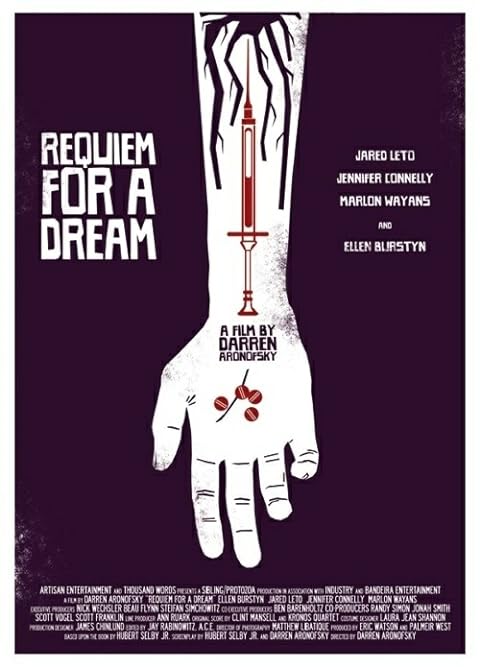 REQUIEM
FOR A
DREAM
JARED LETO
JENNIFER CONNELLY
MARLON WAYANS
AND
ELLEN BURSTYN
A FILM BY
DARREN
ARONOFSKY
ARTISAN ENTERTAINMENT AND THOUSAND WORDS PRESENTS A SIBLING/PROTOZOA PRODUCTION IN ASSOCIATION WITH INDUSTRY AND BANDEIRA ENTERTAINMENT
A FILM BY DARREN ARONOFSKY "REQUIEM FOR A DREAM" ELLEN BURSTYN JARED LETO JENNIFER CONNELLY MARLON WAYANS
EXECUTIVE PRODUCERS NICK WECHSLER BEAU FLYNN STEFAN SIMCHOWITZ CO-EXECUTIVE PRODUCERS BEN BARENHOLTZ CO PRODUCERS RANDY SIMON JONAH SMITH
SCOTT VOGEL SCOTT FRANKLIN LINE PRODUCER ANN RUARK ORIGINAL SCORE BY CLINT MANSELL AND KRONOS QUARTET COSTUME DESIGNER LAURA JEAN SHANNON
PRODUCTION DESIGNER JAMES CHINLUND EDITED BY JAY RABINOWITZ, A.C.E. DIRECTOR OF PHOTOGRAPHY MATTHEW LIBATIQUE PRODUCED BY ERIC WATSON AND PALMEIR WEST
BASED UPON THE BOOK BY HUBERT SELBY JR. SCREENPLAY BY HUBERT SELBY JR. AND DARREN ARONOFSKY DIRECTED BY DARREN ARONOFSKY